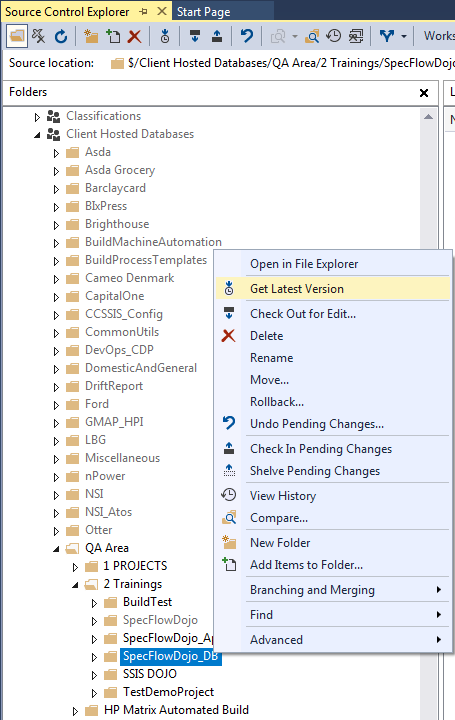 Source Control Explorer
Start Page
Works
Source location: $/Client Hosted Databases/QA Area/2 Trainings/SpecFlowDojo
Folders
L
Classifications
Client Hosted Databases
Asda
Asda Grocery
Barclaycard
BIxPress
Brighthouse
BuildMachineAutomation
BuildProcessTemplates
Cameo Denmark
CapitalOne
CCSSIS_Config
CommonUtils
DevOps_CDP
DomesticAndGeneral
DriftReport
Ford
GMAP_HPI
LBG
Miscellaneous
nPower
NSI
NSI_Atos
Otter
QA Area
1 PROJECTS
2 Trainings
BuildTest
SpecFlowDojo
SpecFlowDojo_Ap
SpecFlowDojo_DB
SSIS DOJO
TestDemoProject
HP Matrix Automated Build
Open in File Explorer
Get Latest Version
Check Out for Edit...
Delete
Rename
Move...
Rollback...
Undo Pending Changes...
Check In Pending Changes
Shelve Pending Changes
View History
Compare...
New Folder
Add Items to Folder...
Branching and Merging
Find
Advanced